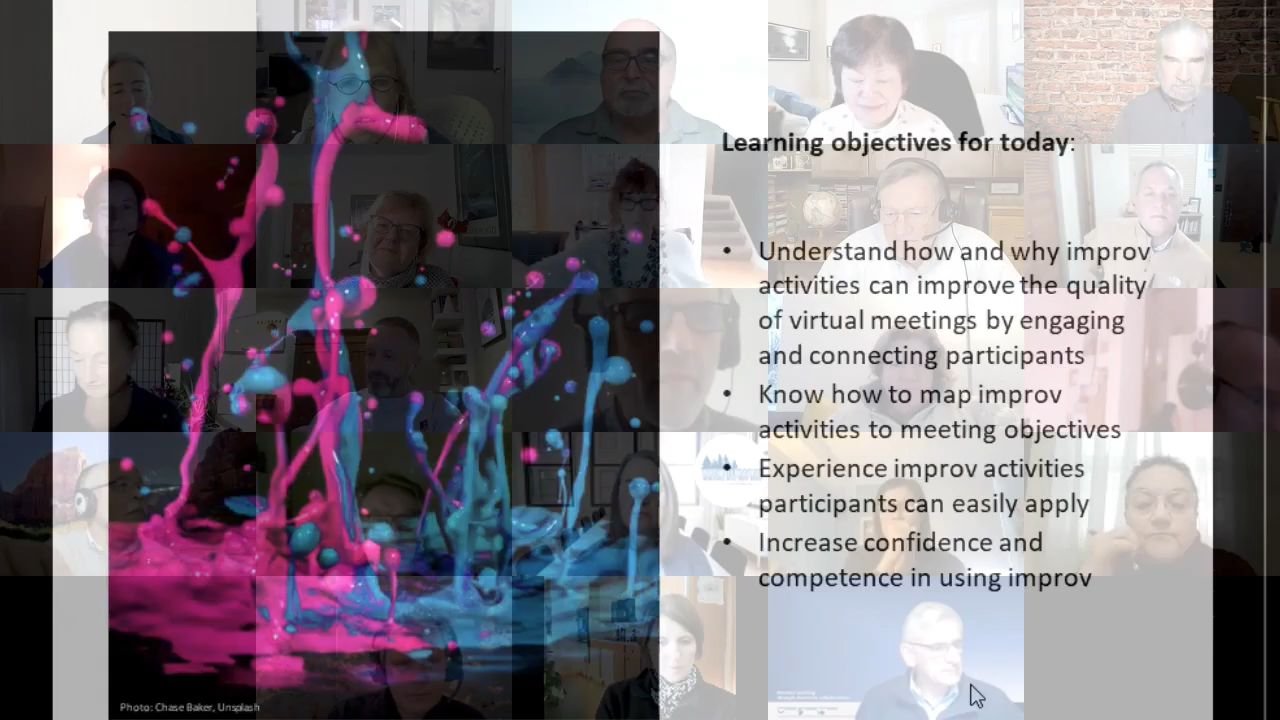 Learning objectives for today:
• Understand how and why improv
activities can improve the quality
of virtual meetings by engaging
and connecting participants
• Know how to map improv
activities to meeting objectives
• Experience improv activities
participants can easily apply
• Increase confidence and
competence in using improv
Photo: Chase Baker, Unsplash